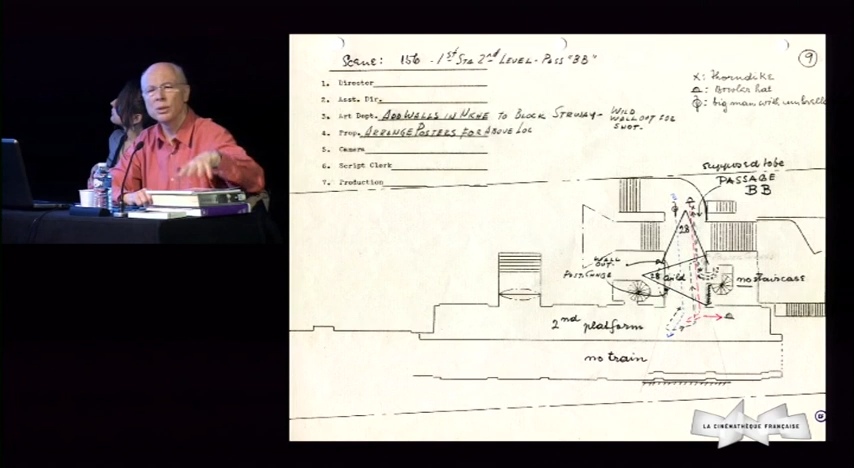 Scene: 156 - 1st Sta 2nd Level - Pass "BB"
9
x: Thorndike
: Bowler hat
: big man with umbrella
1. Director
2. Asst. Dir.
3. Art Dept. Add Walls in Niche to Block Struby - Wild
Wall out for
shot.
4. Prop. Arrange Posters for Above Loc
5. Camera
6. Script Clerk
7. Production
supposed to be
PASSAGE
BB
28
Wall
out.
28
Wild
no staircase
2nd platform
no train
LA CINÉMATHÈQUE FRANÇAISE